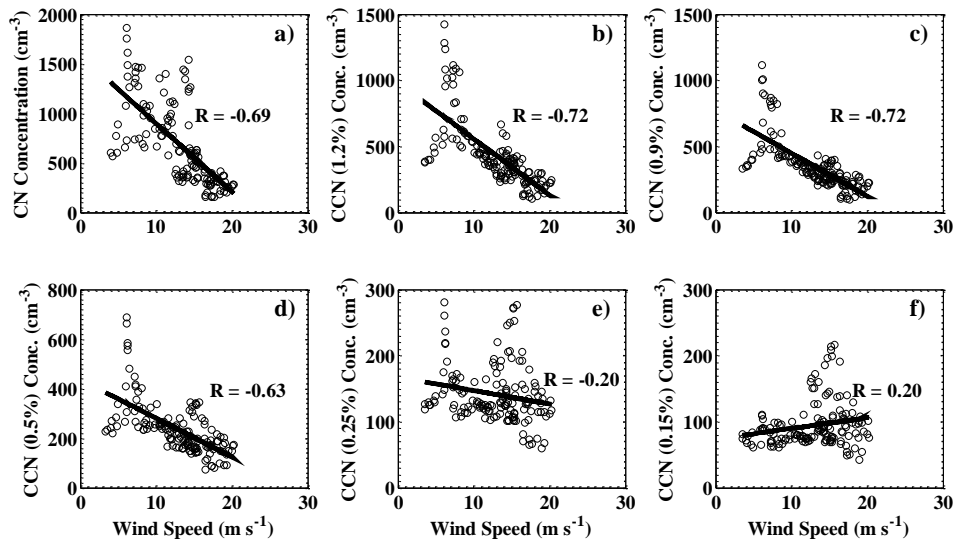 2000
1500
1000
500
0
CN Concentration (cm⁻³)
a)
R = -0.69
0 10 20 30
1500
1000
500
0
CCN (1.2%) Conc. (cm⁻³)
b)
R = -0.72
0 10 20 30
1500
1000
500
0
CCN (0.9%) Conc. (cm⁻³)
c)
R = -0.72
0 10 20 30
800
600
400
200
0
CCN (0.5%) Conc. (cm⁻³)
d)
R = -0.63
0 10 20 30
Wind Speed (m s⁻¹)
300
200
100
0
CCN (0.25%) Conc. (cm⁻³)
e)
R = -0.20
0 10 20 30
Wind Speed (m s⁻¹)
300
200
100
0
CCN (0.15%) Conc. (cm⁻³)
f)
R = 0.20
0 10 20 30
Wind Speed (m s⁻¹)